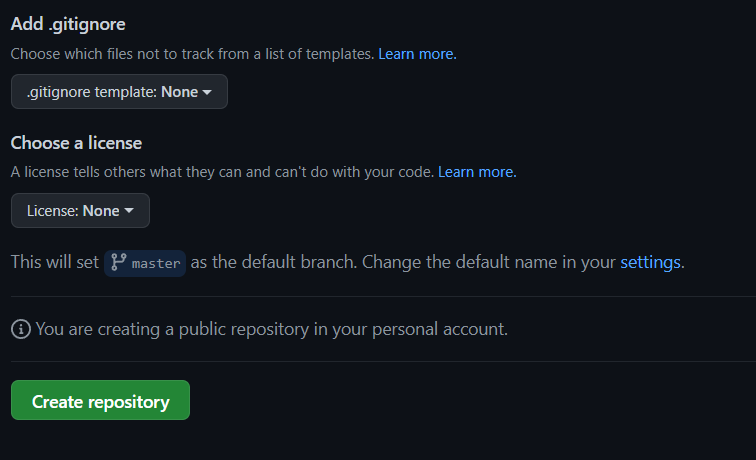 Add .gitignore
Choose which files not to track from a list of templates. Learn more.
.gitignore template: None
Choose a license
A license tells others what they can and can't do with your code. Learn more.
License: None
This will set master as the default branch. Change the default name in your settings.
You are creating a public repository in your personal account.
Create repository